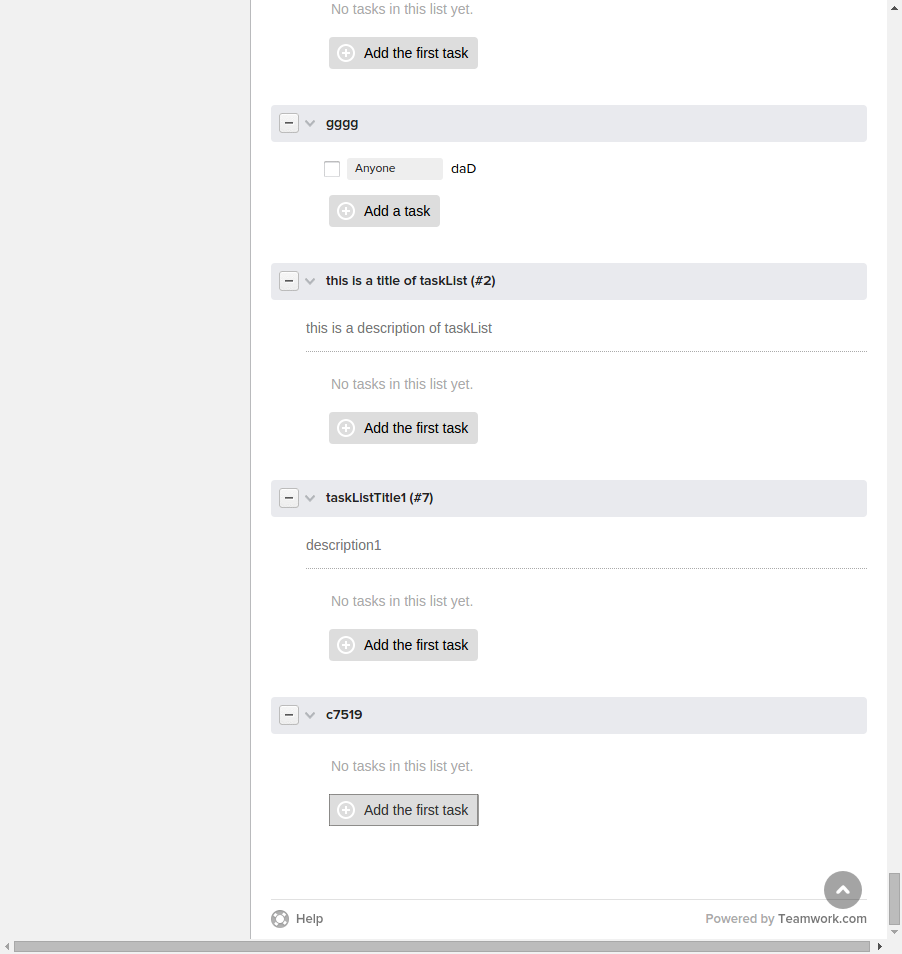 No tasks in this list yet.
Add the first task
gggg
Anyone daD
Add a task
this is a title of taskList (#2)
this is a description of taskList
No tasks in this list yet.
Add the first task
taskListTitle1 (#7)
description1
No tasks in this list yet.
Add the first task
c7519
No tasks in this list yet.
Add the first task
Help Powered by Teamwork.com